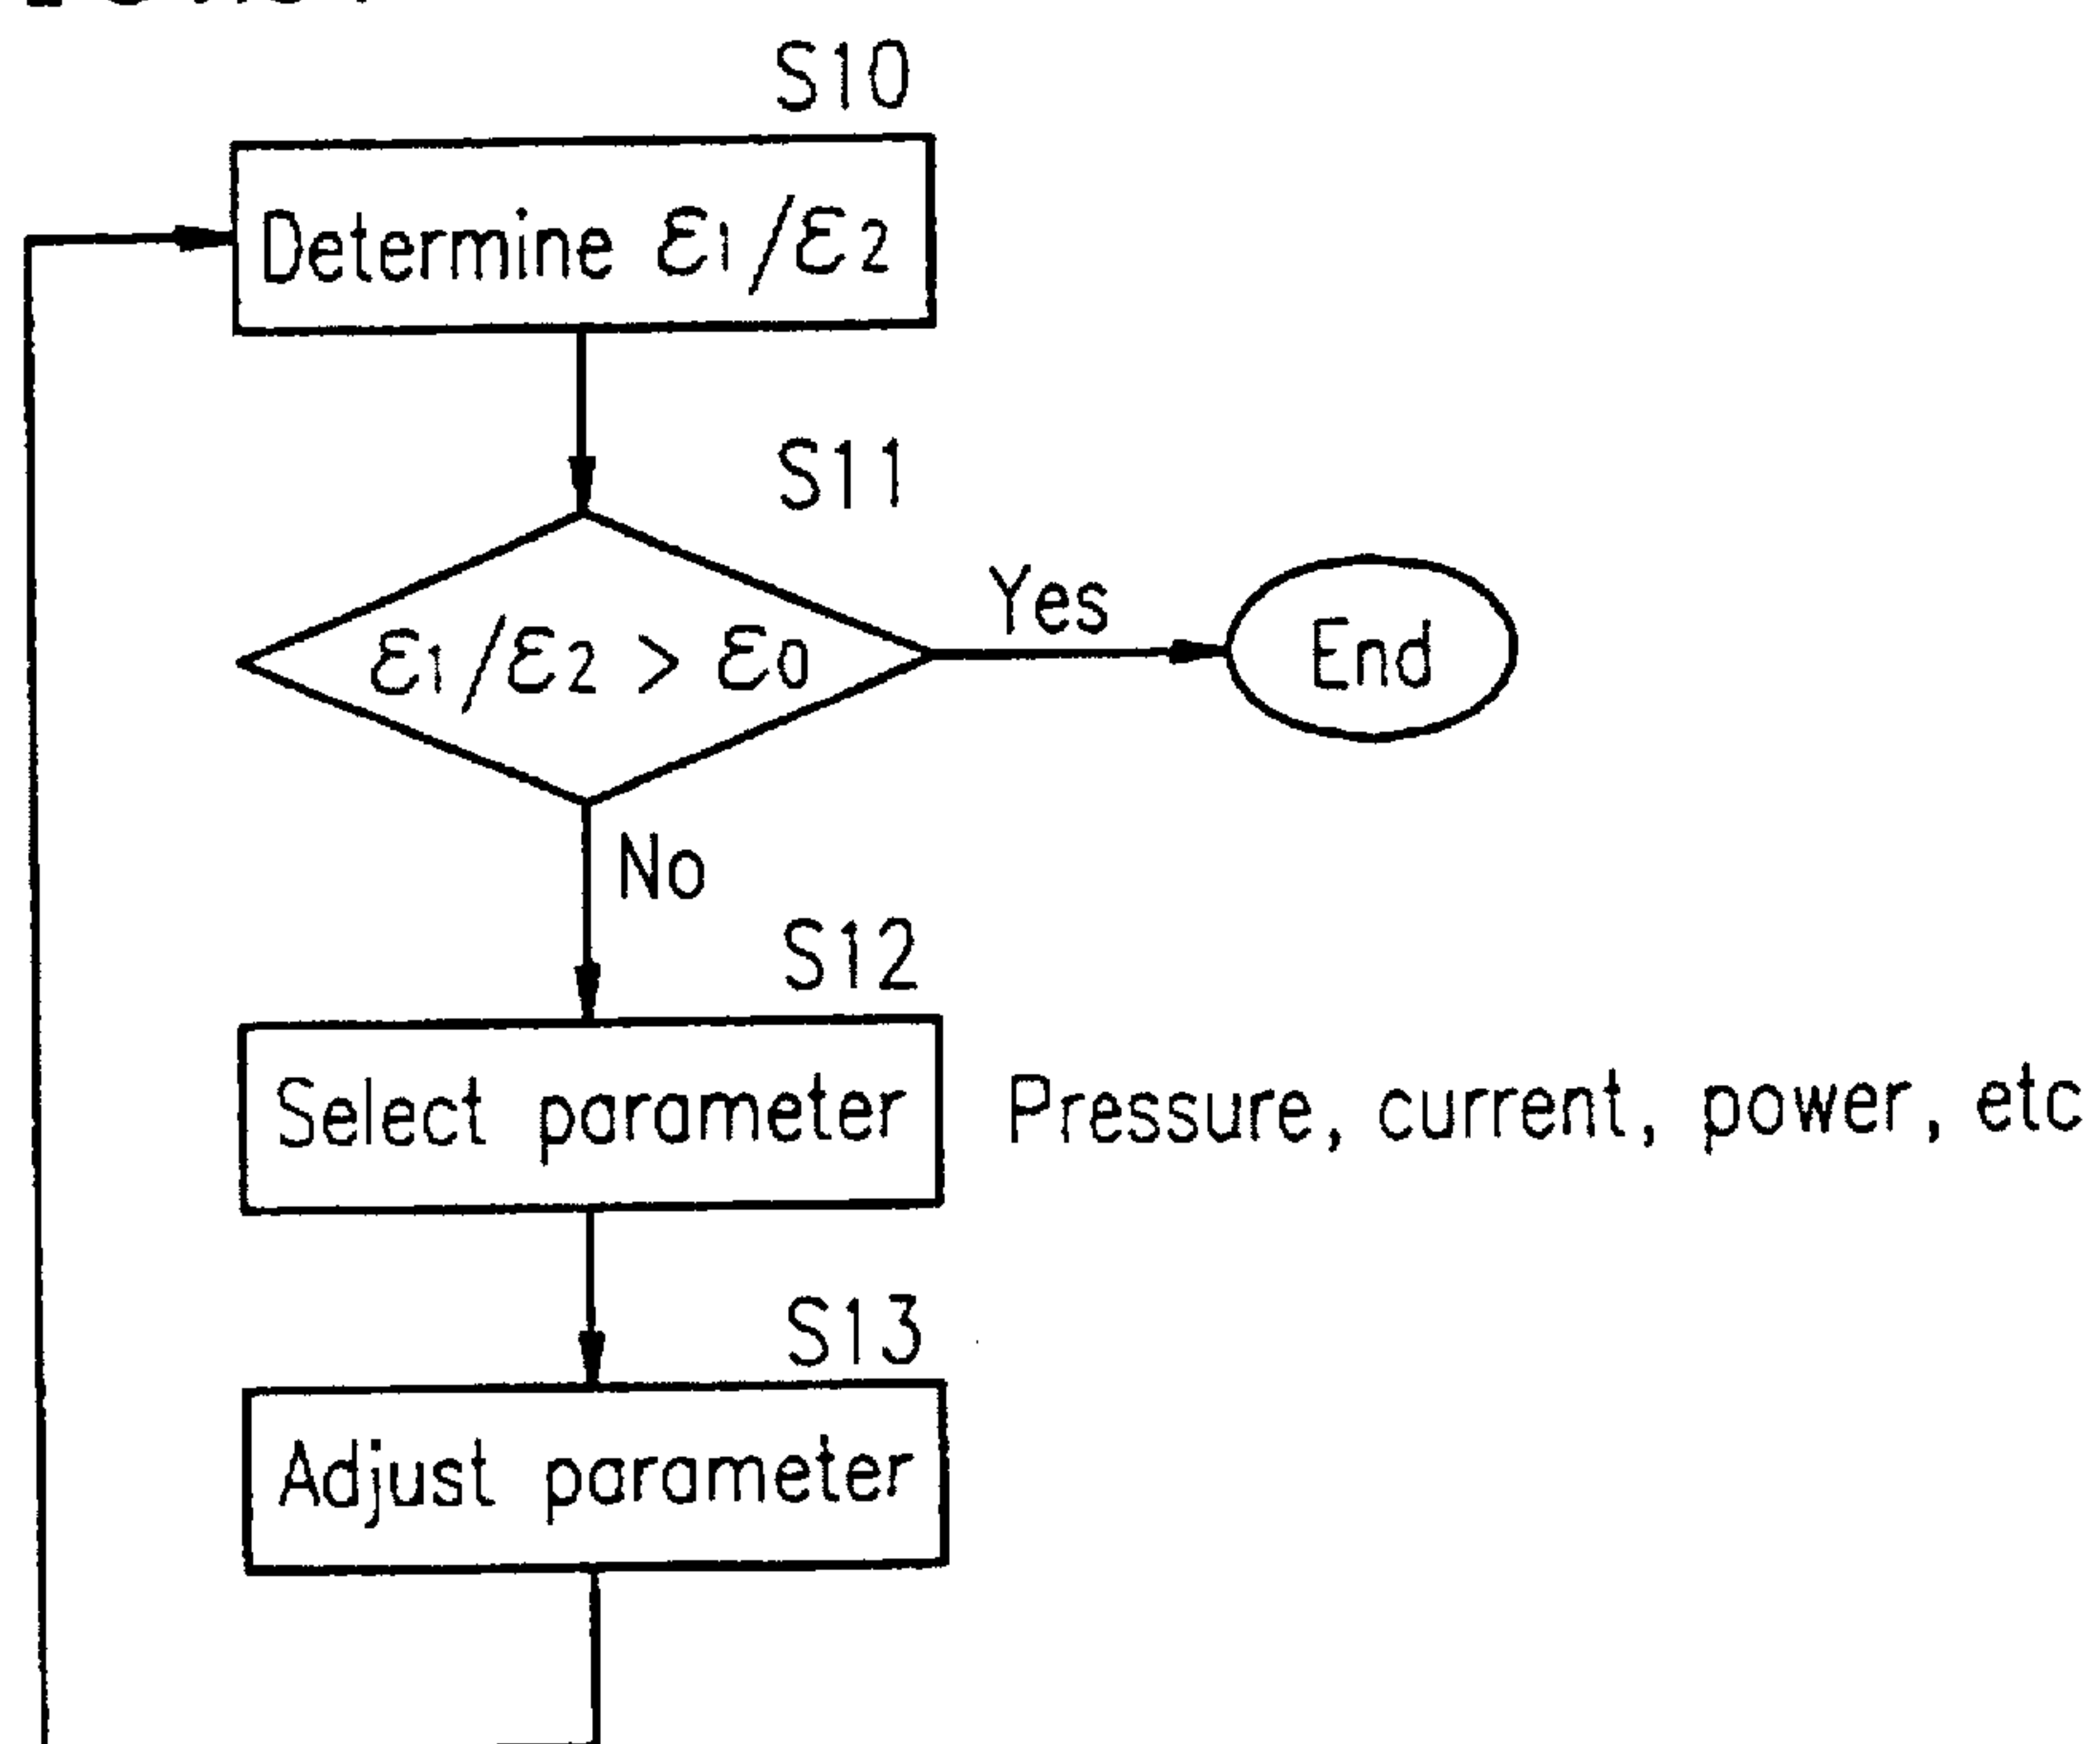 S10
Determine ε1/ε2
S11
ε1/ε2 > ε0
Yes
End
No
S12
Select parameter
Pressure, current, power, etc
S13
Adjust parameter